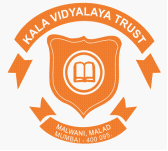 KALA VIDYALAYA TRUST
MALWANI, MALAD
MUMBAI - 400 095